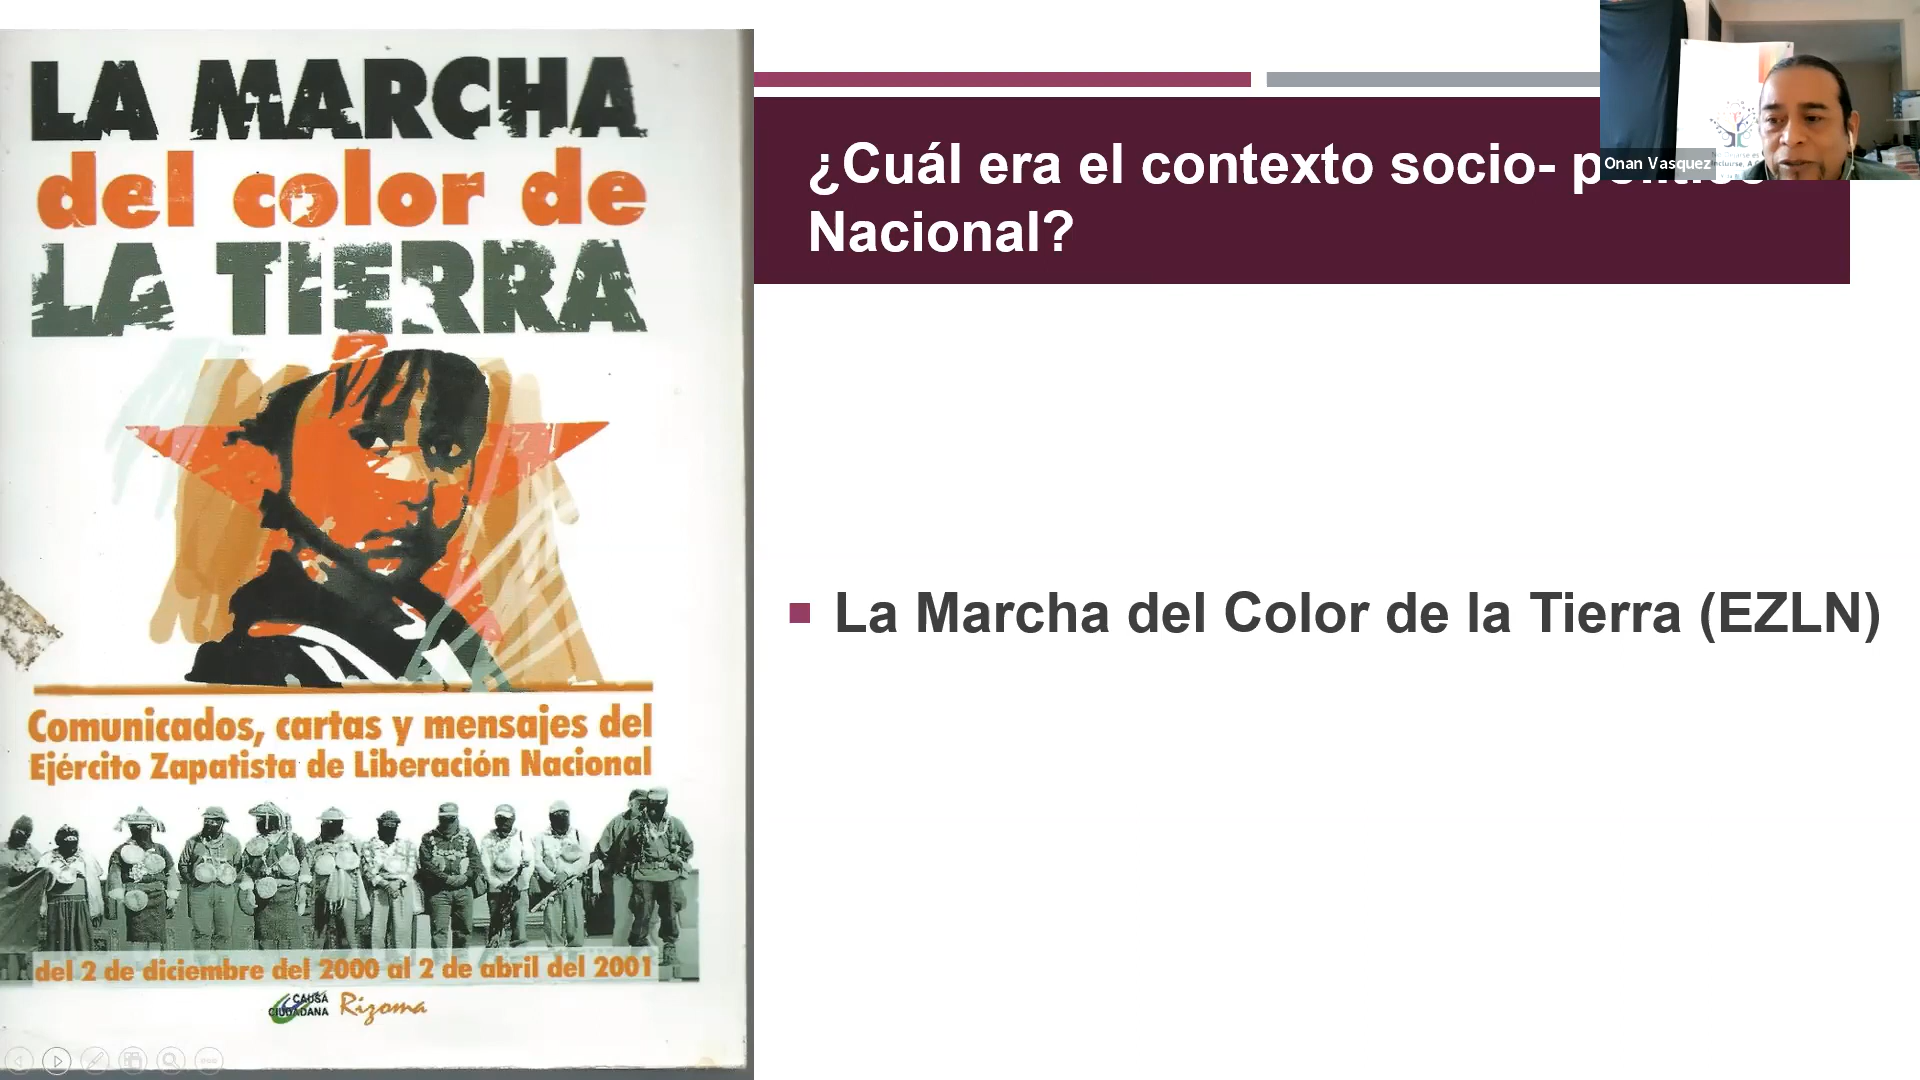 LA MARCHA
del color de
LA TIERRA
Comunicados, cartas y mensajes del
Ejército Zapatista de Liberación Nacional
del 2 de diciembre del 2000 al 2 de abril del 2001
CAUSA
CIUDADANA
Rizoma
¿Cuál era el contexto socio-
Nacional?
La Marcha del Color de la Tierra (EZLN)
Onan Vasquez